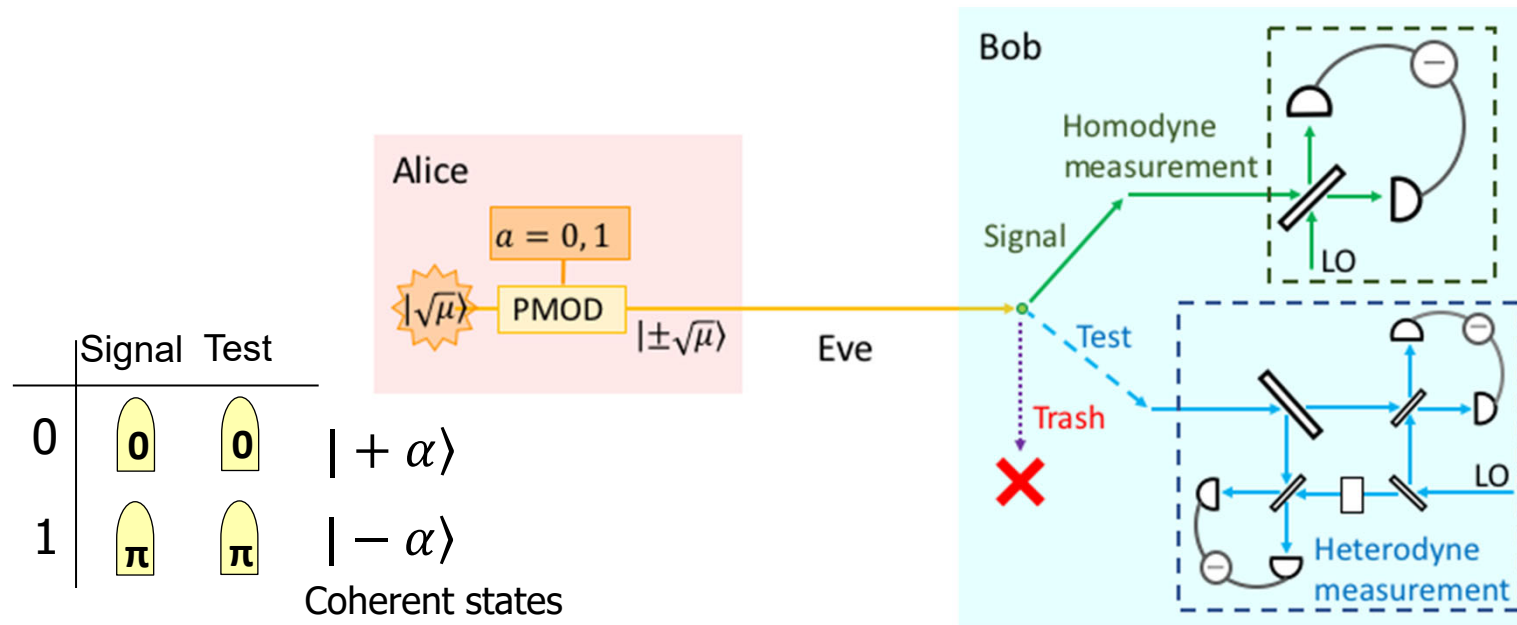 Signal Test
0 0 0 |+ α⟩
1 π π |− α⟩
Coherent states
Alice
a = 0, 1
|√μ⟩ PMOD
|±√μ⟩
Eve
Bob
Homodyne
measurement
Signal
−
LO
Test
Trash
−
LO
−
Heterodyne
measurement